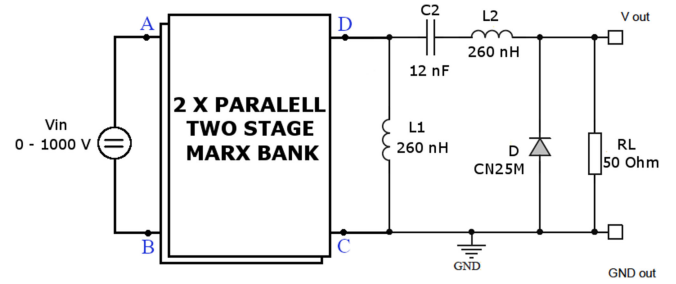 A
D
C2
L2
V out
260 nH
12 nF
2 X PARALELL
TWO STAGE
MARX BANK
Vin
0 - 1000 V
L1
260 nH
D
CN25M
RL
50 Ohm
B
C
GND
GND out